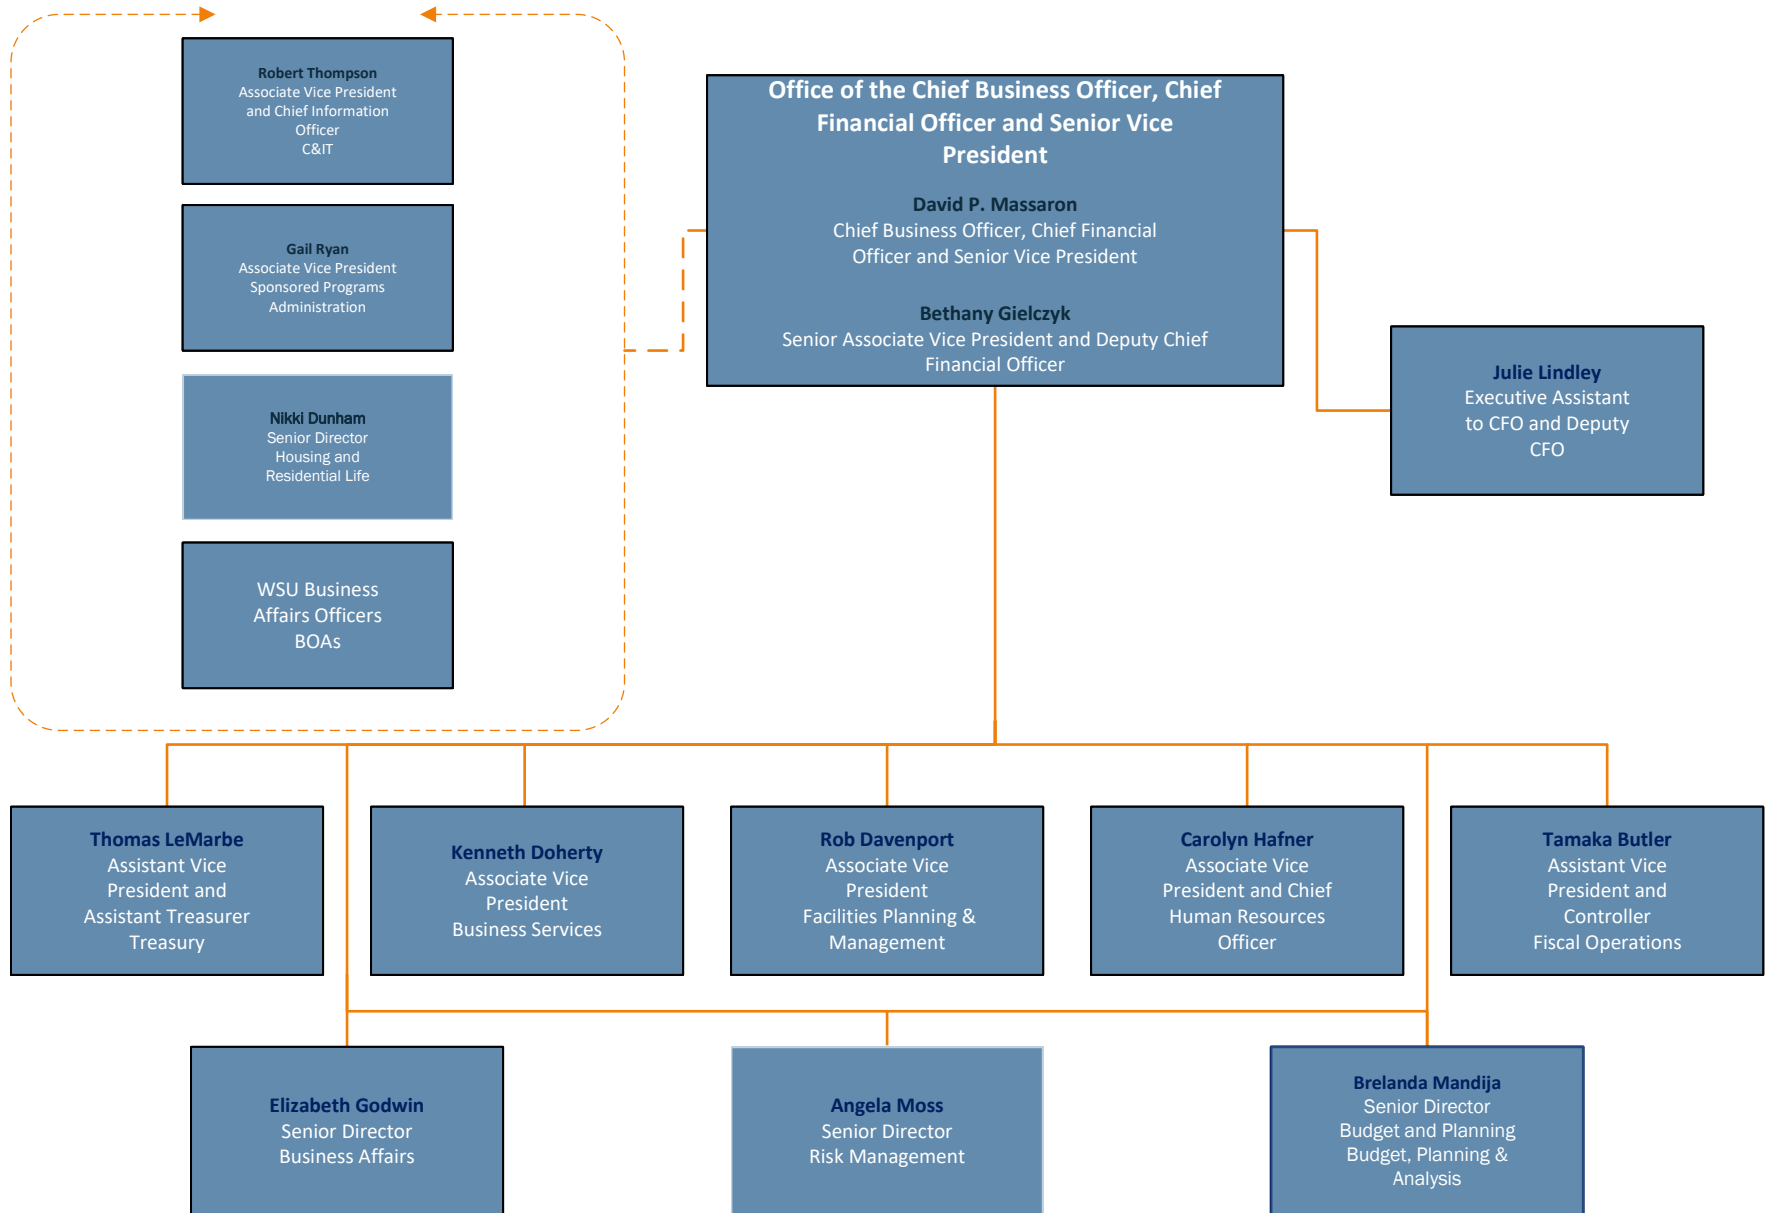 Robert Thompson
Associate Vice President
and Chief Information
Officer
C&IT
Gail Ryan
Associate Vice President
Sponsored Programs
Administration
Nikki Dunham
Senior Director
Housing and
Residential Life
WSU Business
Affairs Officers
BOAs
Office of the Chief Business Officer, Chief
Financial Officer and Senior Vice
President
David P. Massaron
Chief Business Officer, Chief Financial
Officer and Senior Vice President
Bethany Gielczyk
Senior Associate Vice President and Deputy Chief
Financial Officer
Julie Lindley
Executive Assistant
to CFO and Deputy
CFO
Thomas LeMarbe
Assistant Vice
President and
Assistant Treasurer
Treasury
Kenneth Doherty
Associate Vice
President
Business Services
Rob Davenport
Associate Vice
President
Facilities Planning &
Management
Carolyn Hafner
Associate Vice
President and Chief
Human Resources
Officer
Tamaka Butler
Assistant Vice
President and
Controller
Fiscal Operations
Elizabeth Godwin
Senior Director
Business Affairs
Angela Moss
Senior Director
Risk Management
Brelanda Mandija
Senior Director
Budget and Planning
Budget, Planning &
Analysis